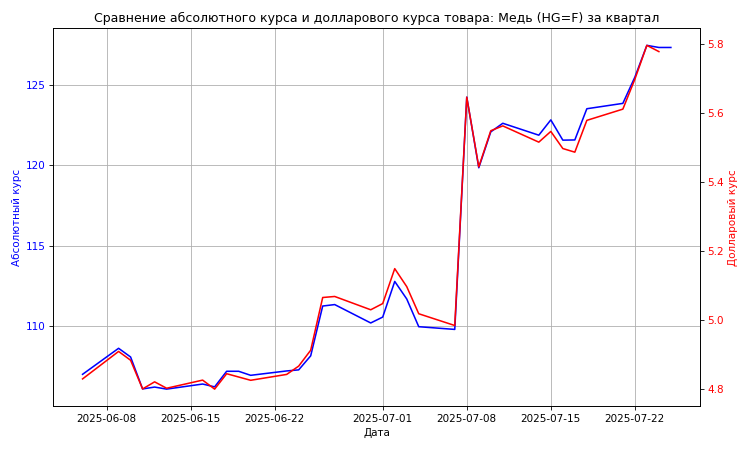 Сравнение абсолютного курса и долларового курса товара: Медь (HG=F) за квартал
125
120
115
110
Абсолютный курс
5.8
5.6
5.4
5.2
5.0
4.8
Долларовый курс
2025-06-08 2025-06-15 2025-06-22 2025-07-01 2025-07-08 2025-07-15 2025-07-22
Дата